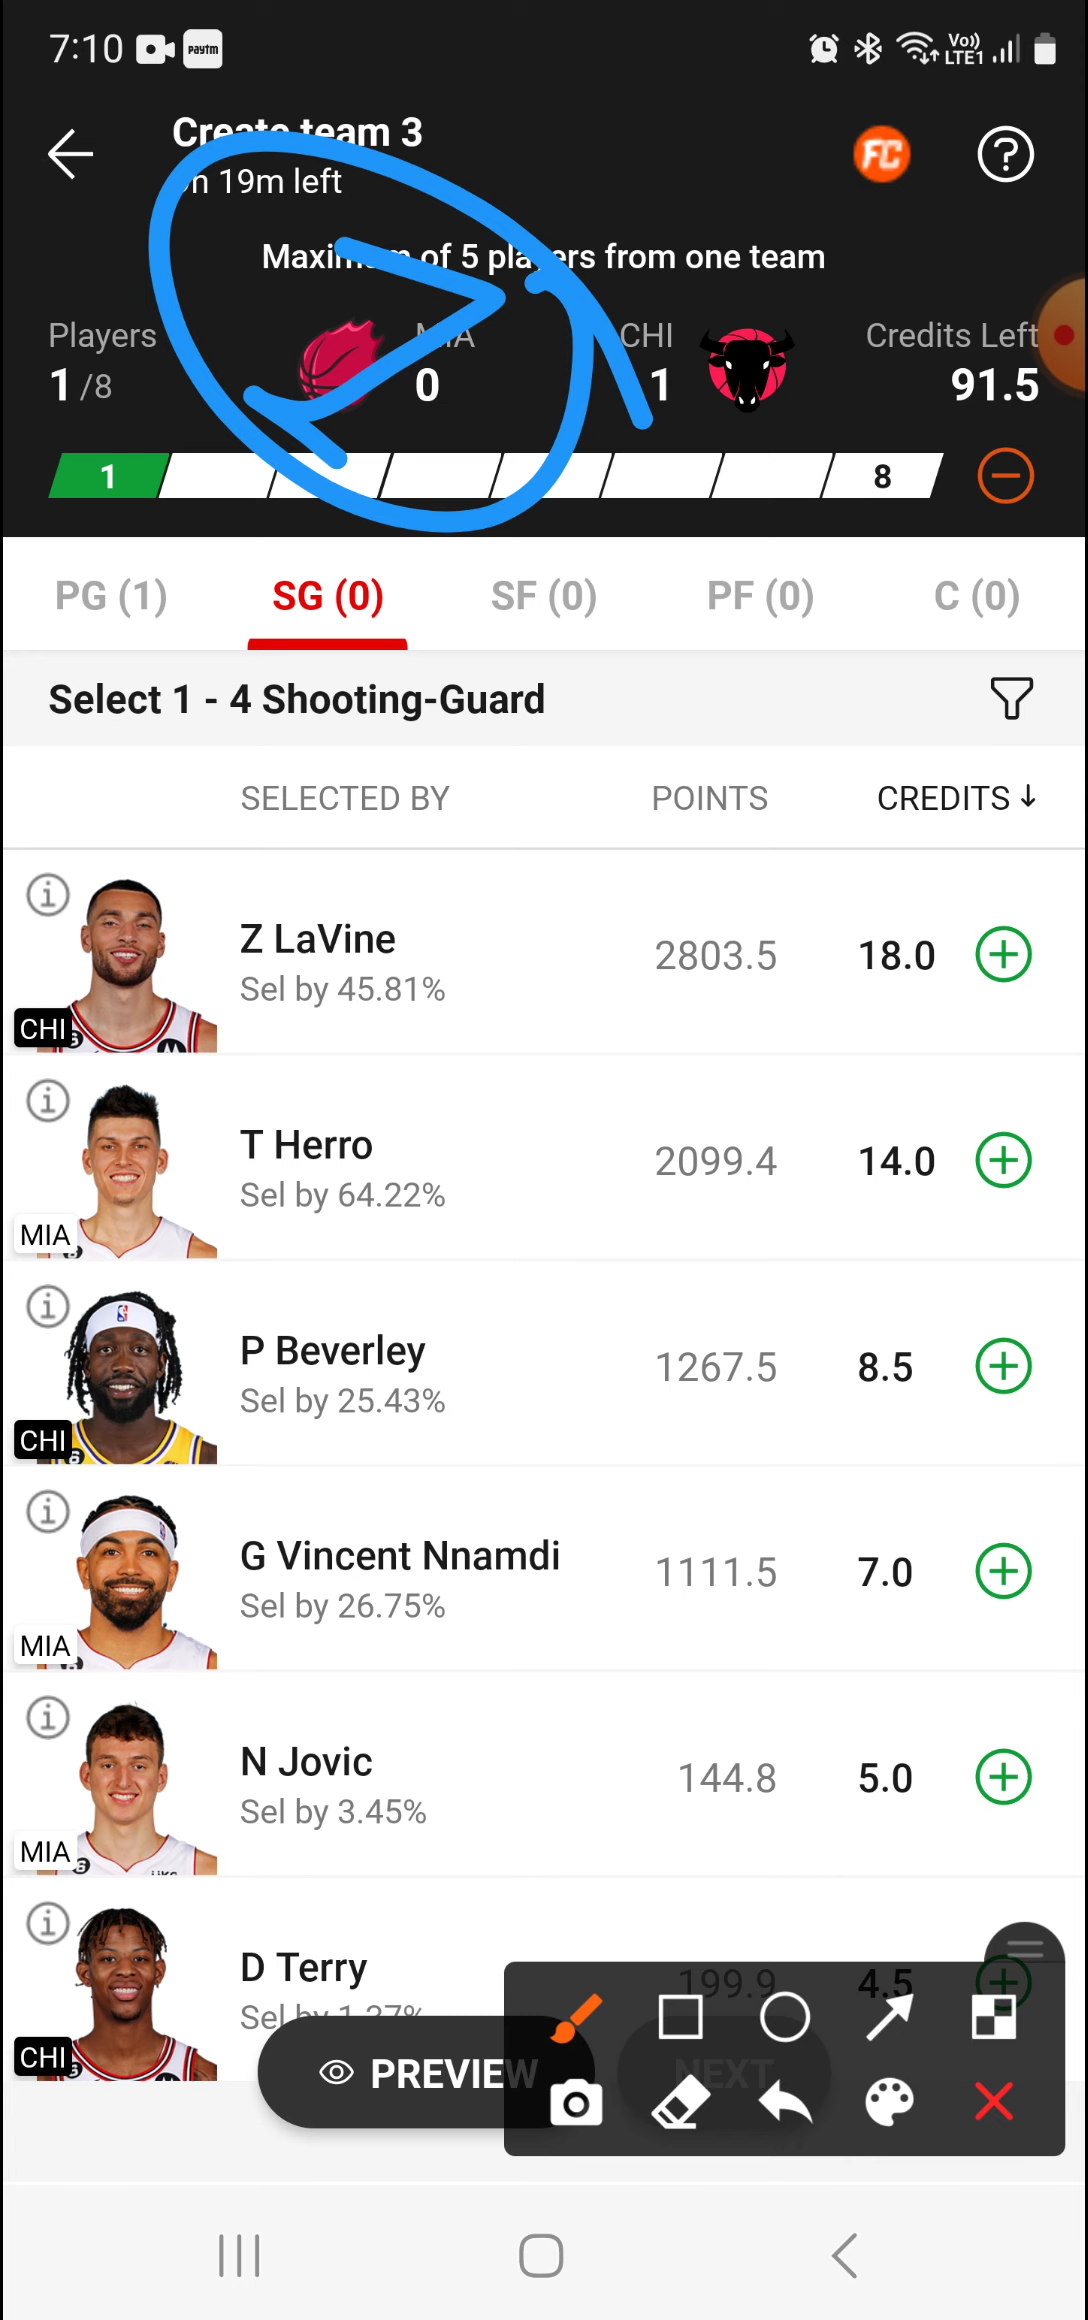 7:10 paytm Vo)) LTE1
Create team 3
19m left
FC ?
Maximum of 5 players from one team
Players MIA CHI Credits Left
1/8 0 1 91.5
1 8
PG (1) SG (0) SF (0) PF (0) C (0)
Select 1 - 4 Shooting-Guard
SELECTED BY POINTS CREDITS ↓
Z LaVine 2803.5 18.0
Sel by 45.81%
CHI
T Herro 2099.4 14.0
Sel by 64.22%
MIA
P Beverley 1267.5 8.5
Sel by 25.43%
CHI
G Vincent Nnamdi 1111.5 7.0
Sel by 26.75%
MIA
N Jovic 144.8 5.0
Sel by 3.45%
MIA
D Terry 199.9 4.5
Sel by 1.37%
CHI
PREVIEW NEXT